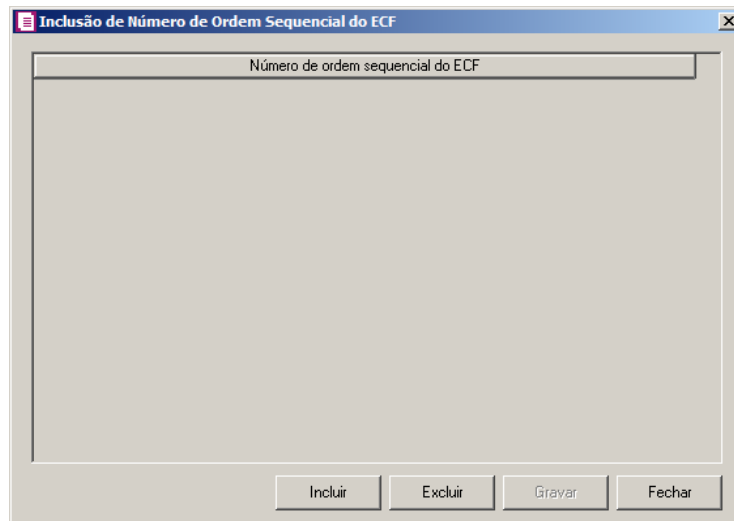 Inclusão de Número de Ordem Sequencial do ECF
Número de ordem sequencial do ECF
Incluir Excluir Gravar Fechar